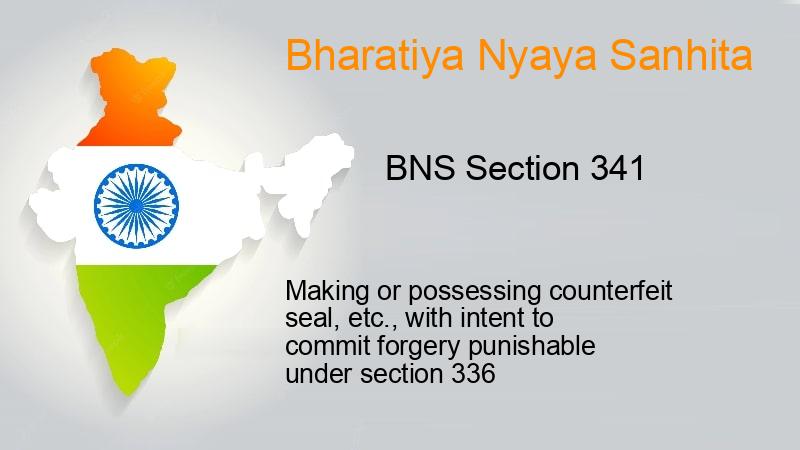 Bharatiya Nyaya Sanhita
BNS Section 341
Making or possessing counterfeit
seal, etc., with intent to
commit forgery punishable
under section 336